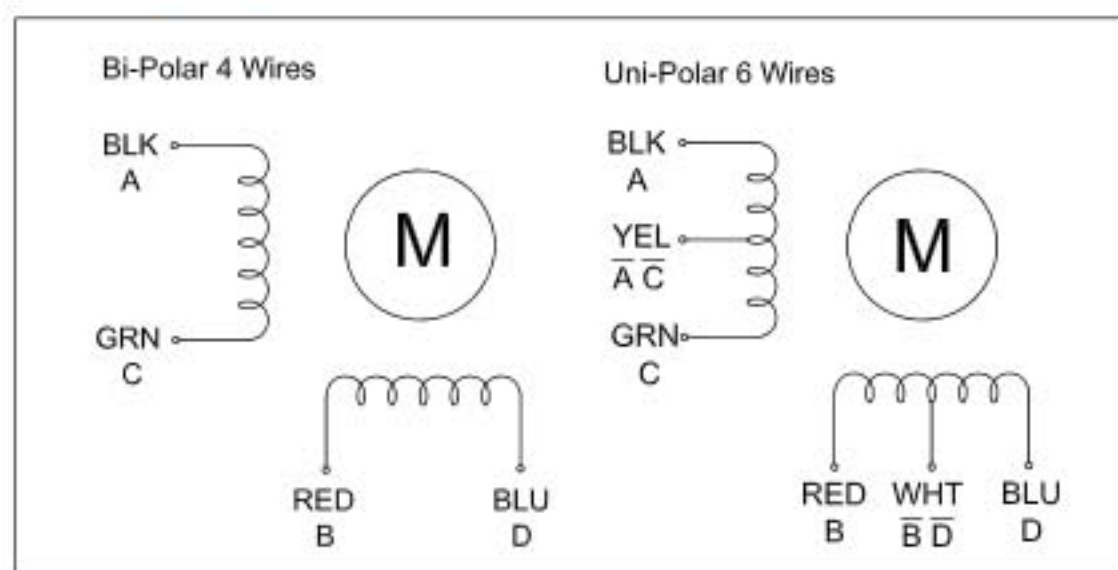 Bi-Polar 4 Wires
BLK
A
M
GRN
C
RED
B
BLU
D
Uni-Polar 6 Wires
BLK
A
YEL
A̅ C̅
M
GRN
C
RED
B
WHT
B̅ D̅
BLU
D